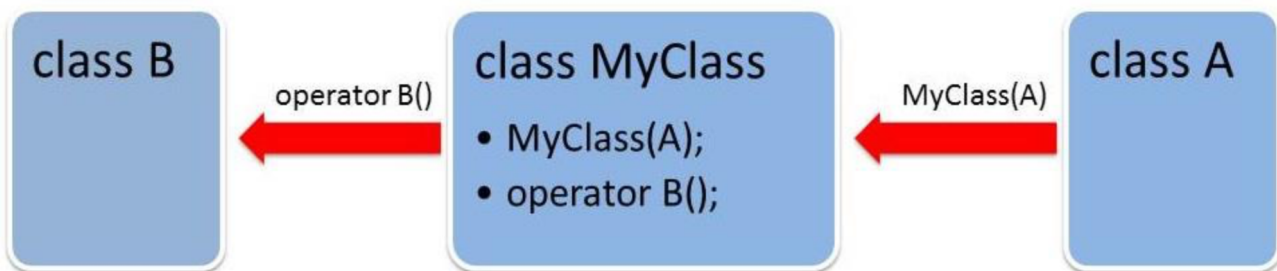 class B
operator B()
class MyClass
• MyClass(A);
• operator B();
MyClass(A)
class A